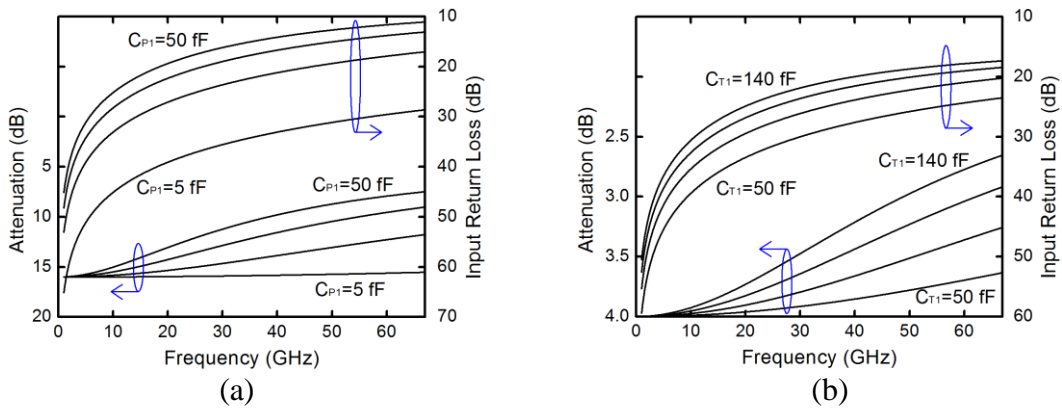 Attenuation (dB)
5
10
15
20
0
10
20
30
40
50
60
Frequency (GHz)
10
20
30
40
50
60
70
Input Return Loss (dB)
CP1=50 fF
CP1=5 fF
CP1=50 fF
CP1=5 fF
(a)
Attenuation (dB)
2.5
3.0
3.5
4.0
0
10
20
30
40
50
60
Frequency (GHz)
10
20
30
40
50
60
Input Return Loss (dB)
CT1=140 fF
CT1=140 fF
CT1=50 fF
CT1=50 fF
(b)